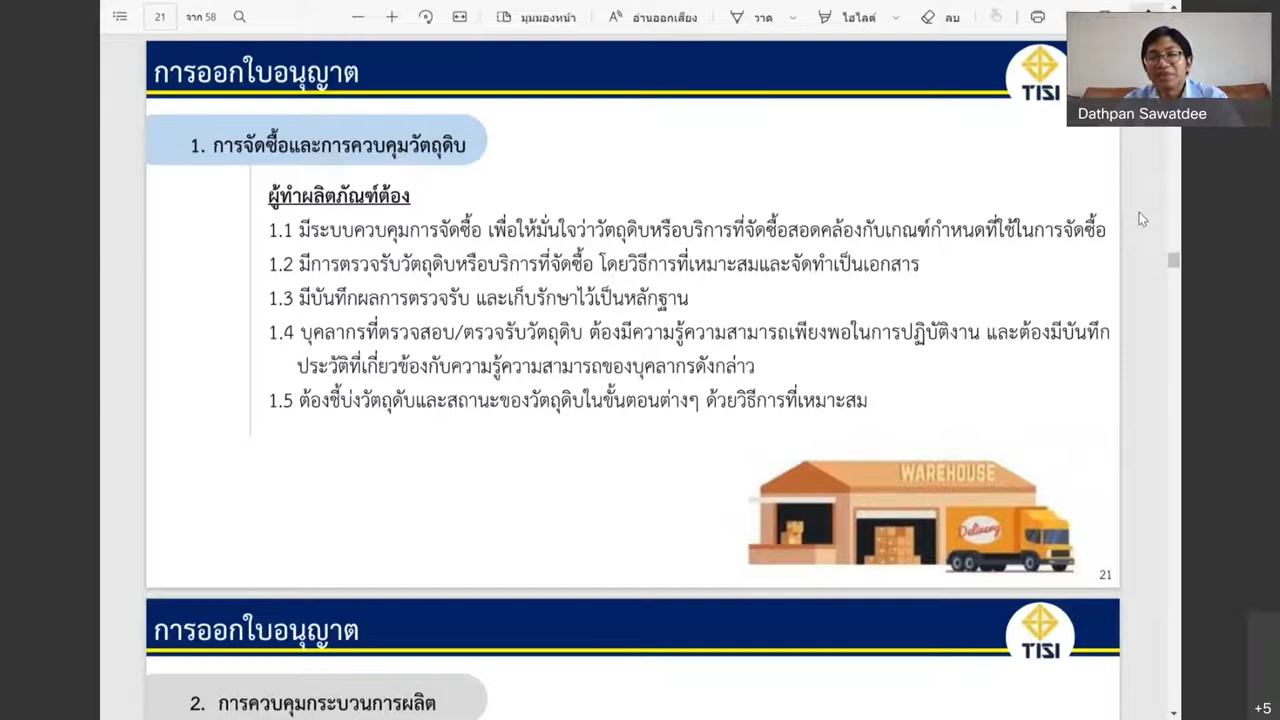 21 จาก 58 มุมมองหน้า อ่านออกเสียง วาด ไฮไลต์ ลบ
การออกใบอนุญาต
TISI
Dathpan Sawatdee
1. การจัดซื้อและการควบคุมวัตถุดิบ
ผู้ทำผลิตภัณฑ์ต้อง
1.1 มีระบบควบคุมการจัดซื้อ เพื่อให้มั่นใจว่าวัตถุดิบหรือบริการที่จัดซื้อสอดคล้องกับเกณฑ์กำหนดที่ใช้ในการจัดซื้อ
1.2 มีการตรวจรับวัตถุดิบหรือบริการที่จัดซื้อ โดยวิธีการที่เหมาะสมและจัดทำเป็นเอกสาร
1.3 มีบันทึกผลการตรวจรับ และเก็บรักษาไว้เป็นหลักฐาน
1.4 บุคลากรที่ตรวจสอบ/ตรวจรับวัตถุดิบ ต้องมีความรู้ความสามารถเพียงพอในการปฏิบัติงาน และต้องมีบันทึก
ประวัติที่เกี่ยวข้องกับความรู้ความสามารถของบุคลากรดังกล่าว
1.5 ต้องชี้บ่งวัตถุดับและสถานะของวัตถุดิบในขั้นตอนต่างๆ ด้วยวิธีการที่เหมาะสม
WAREHOUSE
Delivery
21
การออกใบอนุญาต
TISI
2. การควบคุมกระบวนการผลิต
+5